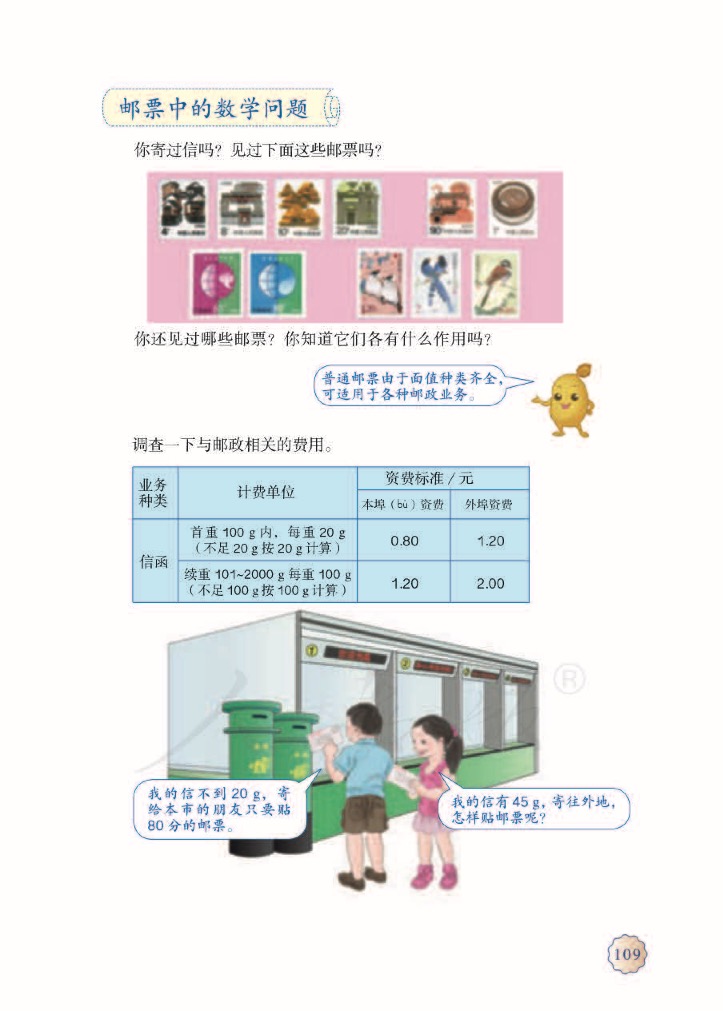 邮票中的数学问题
你寄过信吗？见过下面这些邮票吗？
你还见过哪些邮票？你知道它们各有什么作用吗？
普通邮票由于面值种类齐全，
可适用于各种邮政业务。
调查一下与邮政相关的费用。
业务种类 计费单位 资费标准/元
本埠（bù）资费 外埠资费
信函
首重 100 g 内，每重 20 g
（不足 20 g 按 20 g 计算）
0.80 1.20
续重 101~2000 g 每重 100 g
（不足 100 g 按 100 g 计算）
1.20 2.00
① ②
我的信不到 20 g，寄
给本市的朋友只要贴
80 分的邮票。
我的信有 45 g，寄往外地，
怎样贴邮票呢？
109